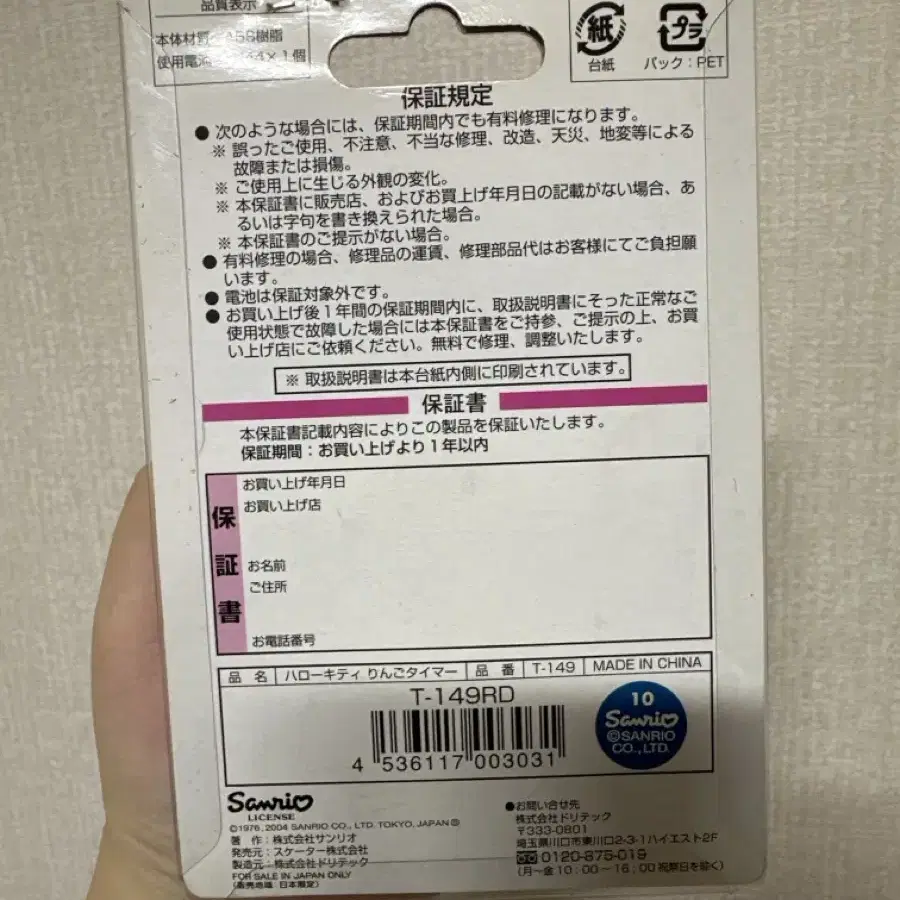 品質表示
本体材質 ABS樹脂
使用電池 44×1個
紙
台紙
プラ
パック：PET
保証規定
● 次のような場合には、保証期間内でも有料修理になります。
※ 誤ったご使用、不注意、不当な修理、改造、天災、地変等による
故障または損傷。
※ ご使用上に生じる外観の変化。
※ 本保証書に販売店、およびお買上げ年月日の記載がない場合、あ
るいは字句を書き換えられた場合。
※ 本保証書のご提示がない場合。
● 有料修理の場合、修理品の運賃、修理部品代はお客様にてご負担願
います。
● 電池は保証対象外です。
● お買い上げ後1年間の保証期間内に、取扱説明書にそった正常なご
使用状態で故障した場合には本保証書をご持参、ご提示の上、お買
い上げ店にご依頼ください。無料で修理、調整いたします。
※ 取扱説明書は本台紙内側に印刷されています。
保証書
本保証書記載内容によりこの製品を保証いたします。
保証期間：お買い上げより1年以内
保証書
お買い上げ年月日
お買い上げ店
お名前
ご住所
お電話番号
品 名 ハローキティ りんごタイマー 品 番 T-149 MADE IN CHINA
T-149RD
4 536117 003031
10
Sanrio
©SANRIO
CO., LTD.
Sanrio
LICENSE
©1976, 2004 SANRIO CO., LTD. TOKYO, JAPAN
著 作：株式会社サンリオ
発売元：スケーター株式会社
製造元：株式会社ドリテック
FOR SALE IN JAPAN ONLY
(販売地域 日本限定)
●お問い合せ先
株式会社ドリテック
〒333-0801
埼玉県川口市東川口2-3-1ハイエスト2F
0120-875-019
(月〜金 10：00〜16：00 祝祭日を除く)